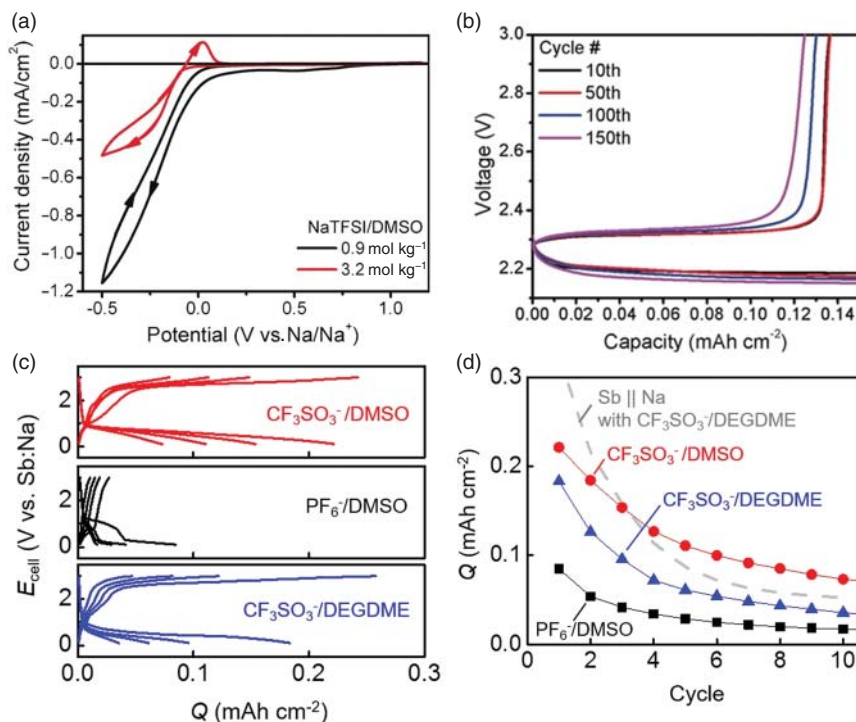 (a)
0.0
−0.2
−0.4
−0.6
−0.8
−1.0
−1.2
Current density (mA/cm²)
NaTFSI/DMSO
0.9 mol kg⁻¹
3.2 mol kg⁻¹
−0.5
0.0
0.5
1.0
Potential (V vs.Na/Na⁺)
(b)
3.0
2.8
2.6
2.4
2.2
Voltage (V)
Cycle #
10th
50th
100th
150th
0.00
0.02
0.04
0.06
0.08
0.10
0.12
0.14
Capacity (mAh cm⁻²)
(c)
2
0
CF₃SO₃⁻/DMSO
2
0
PF₆⁻/DMSO
2
0
CF₃SO₃⁻/DEGDME
E_cell (V vs. Sb:Na)
0.0
0.1
0.2
0.3
Q (mAh cm⁻²)
(d)
0.3
0.2
0.1
0.0
Q (mAh cm⁻²)
Sb || Na
with CF₃SO₃⁻/DEGDME
CF₃SO₃⁻/DMSO
CF₃SO₃⁻/DEGDME
PF₆⁻/DMSO
0
2
4
6
8
10
Cycle